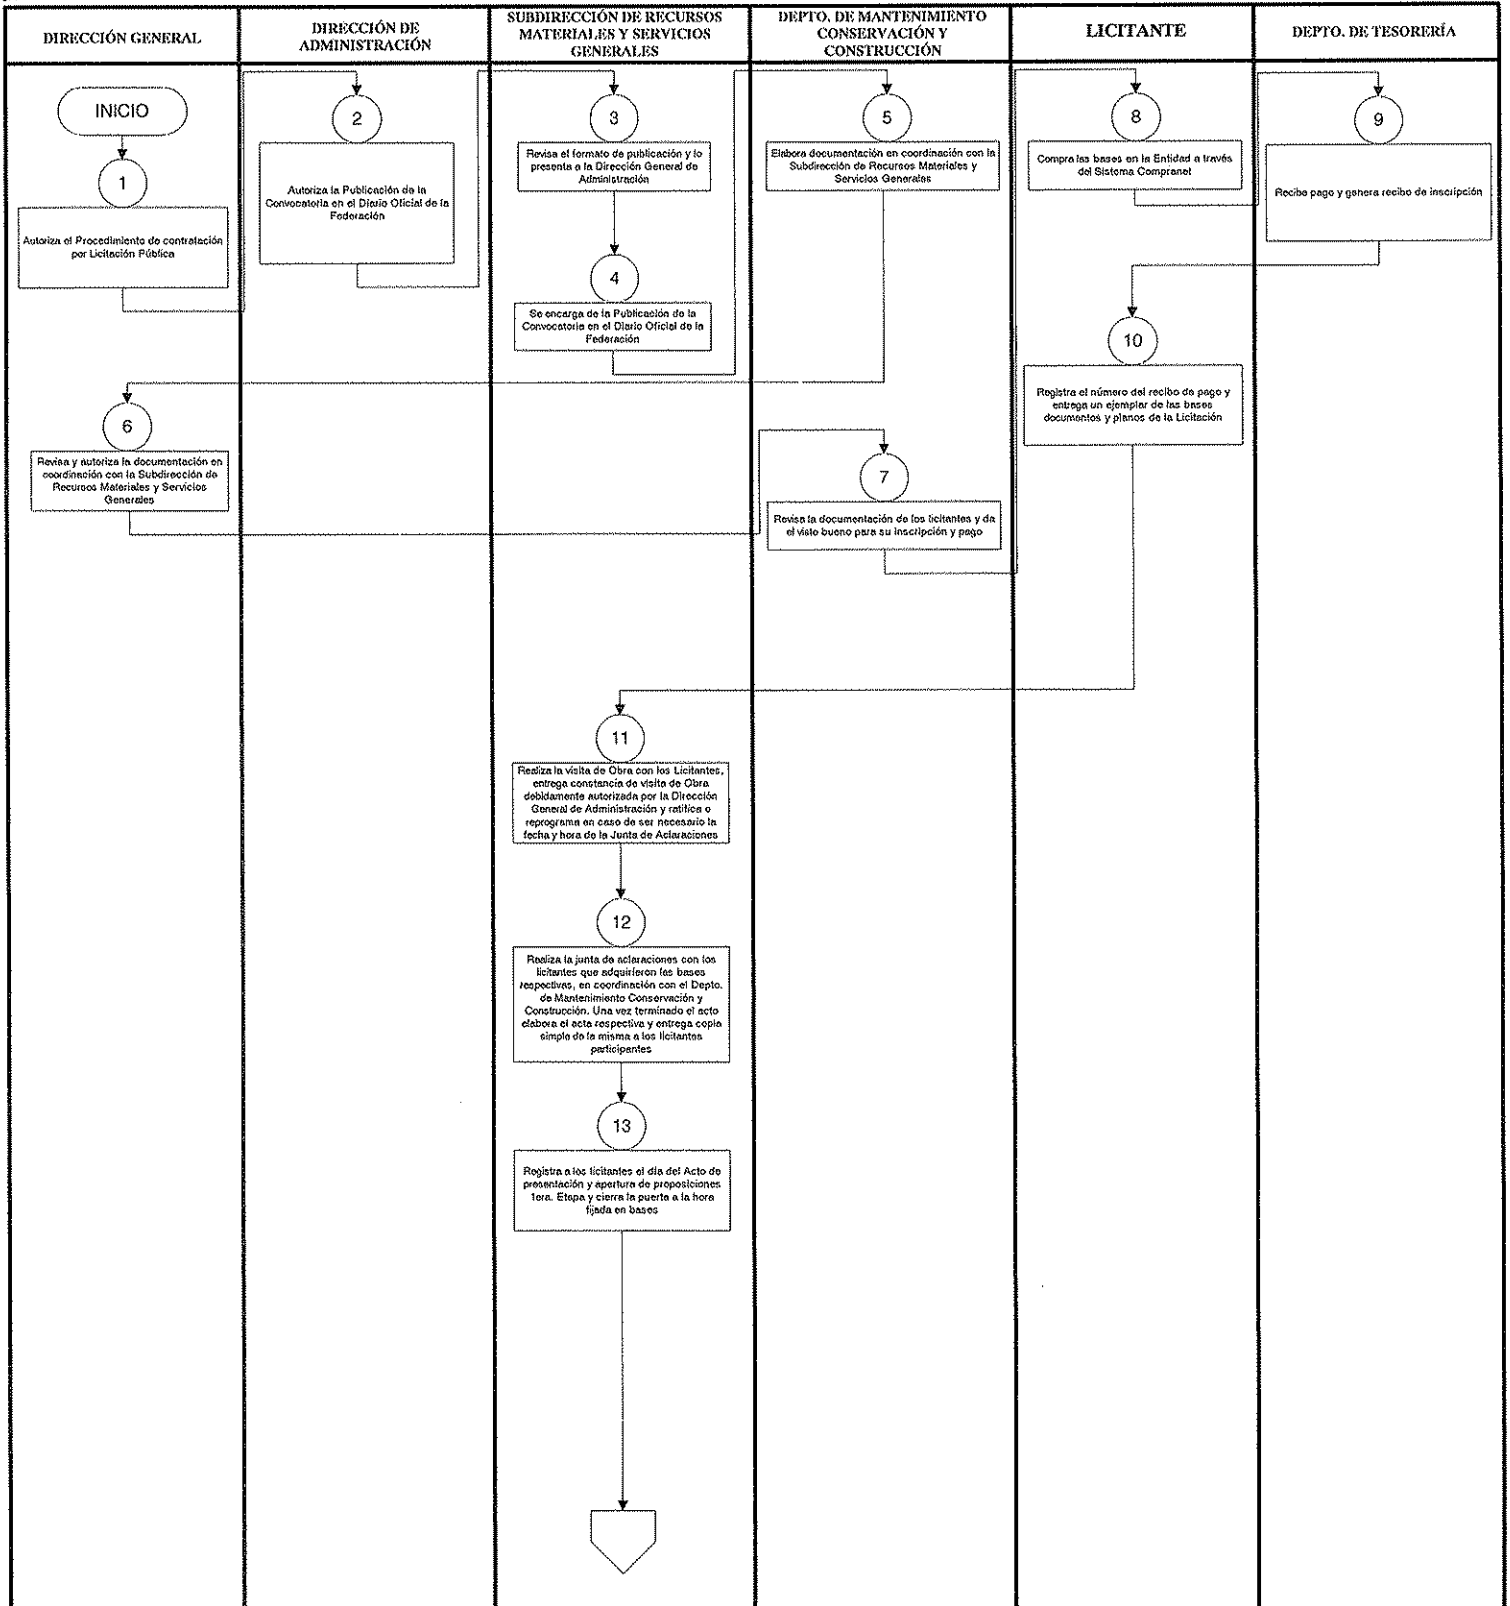 DIRECCIÓN GENERAL
DIRECCIÓN DE
ADMINISTRACIÓN
SUBDIRECCIÓN DE RECURSOS
MATERIALES Y SERVICIOS
GENERALES
DEPTO. DE MANTENIMIENTO
CONSERVACIÓN Y
CONSTRUCCIÓN
LICITANTE
DEPTO. DE TESORERÍA
INICIO
1
Autoriza el Procedimiento de contratación
por Licitación Pública
2
Autoriza la Publicación de la
Convocatoria en el Diario Oficial de la
Federación
3
Revisa el formato de publicación y lo
presenta a la Dirección General de
Administración
4
Se encarga de la Publicación de la
Convocatoria en el Diario Oficial de la
Federación
5
Elabora documentación en coordinación con la
Subdirección de Recursos Materiales y
Servicios Generales
6
Revisa y autoriza la documentación en
coordinación con la Subdirección de
Recursos Materiales y Servicios
Generales
7
Revisa la documentación de los licitantes y da
el visto bueno para su inscripción y pago
8
Compra las bases en la Entidad a través
del Sistema Compranet
9
Recibe pago y genera recibo de inscripción
10
Registra el número del recibo de pago y
entrega un ejemplar de las bases
documentos y planos de la Licitación
11
Realiza la visita de Obra con los Licitantes,
entrega constancia de visita de Obra
debidamente autorizada por la Dirección
General de Administración y ratifica o
reprograma en caso de ser necesario la
fecha y hora de la Junta de Aclaraciones
12
Realiza la junta de aclaraciones con los
licitantes que adquirieron las bases
respectivas, en coordinación con el Depto.
de Mantenimiento Conservación y
Construcción. Una vez terminado el acto
elabora el acta respectiva y entrega copia
simple de la misma a los licitantes
participantes
13
Registra a los licitantes el día del Acto de
presentación y apertura de proposiciones
1era. Etapa y cierra la puerta a la hora
fijada en bases